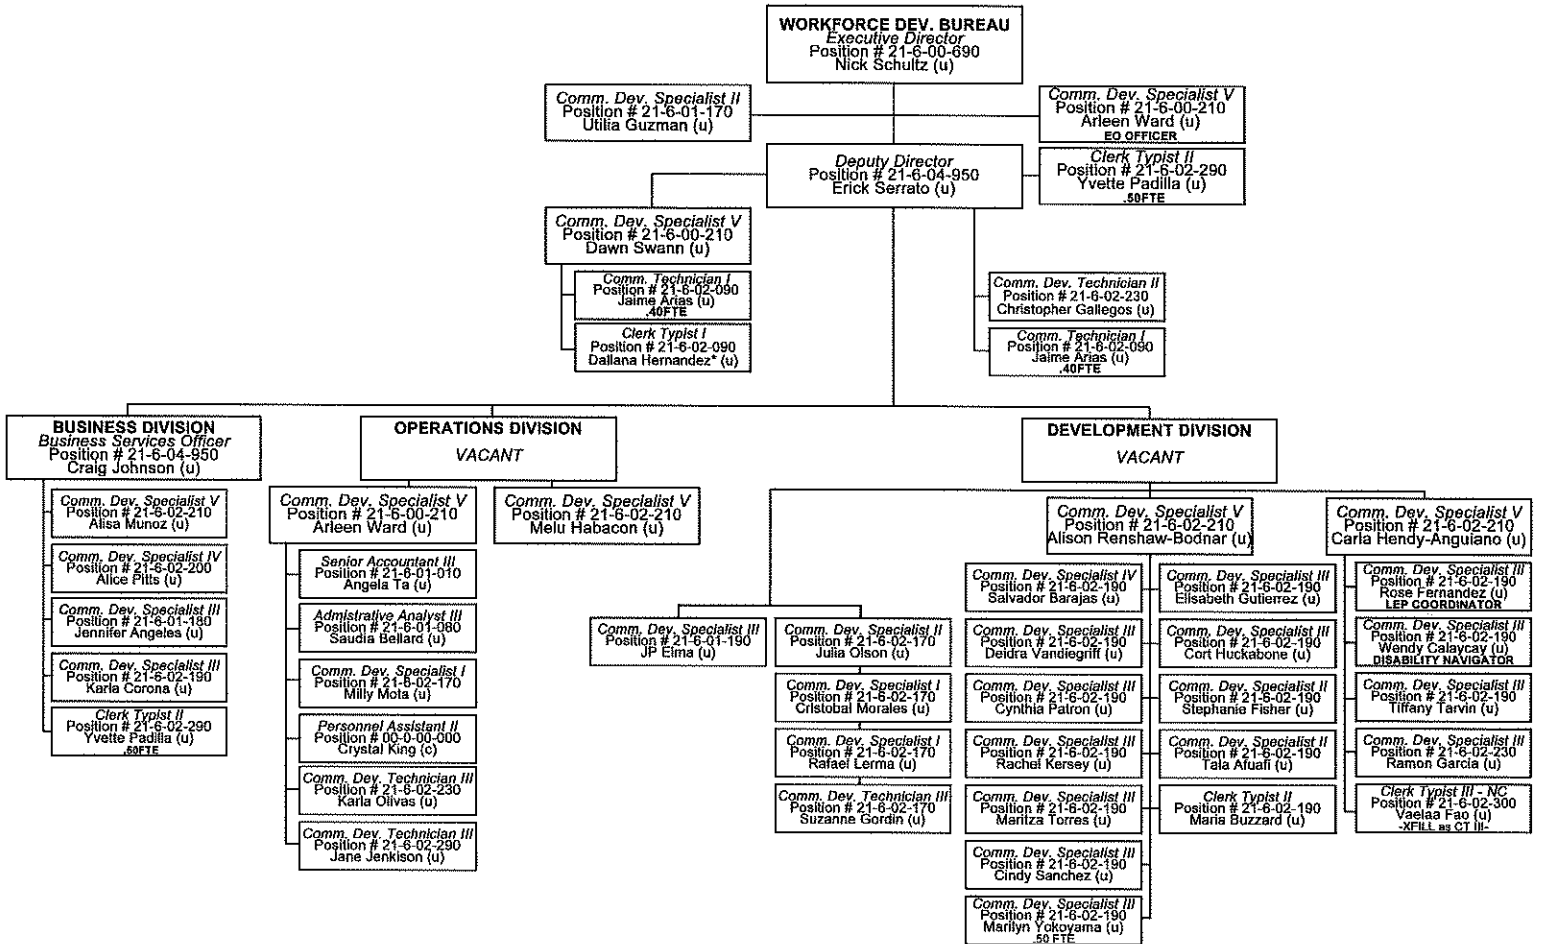 WORKFORCE DEV. BUREAU
Executive Director
Position # 21-6-00-690
Nick Schultz (u)
Comm. Dev. Specialist II
Position # 21-6-01-170
Utilia Guzman (u)
Comm. Dev. Specialist V
Position # 21-6-00-210
Arleen Ward (u)
EO OFFICER
Deputy Director
Position # 21-6-04-950
Erick Serrato (u)
Clerk Typist II
Position # 21-6-02-290
Yvette Padilla (u)
.50FTE
Comm. Dev. Specialist V
Position # 21-6-00-210
Dawn Swann (u)
Comm. Technician I
Position # 21-6-02-090
Jaime Arias (u)
.40FTE
Clerk Typist I
Position # 21-6-02-090
Dallana Hernandez* (u)
Comm. Dev. Technician II
Position # 21-6-02-230
Christopher Gallegos (u)
Comm. Technician I
Position # 21-6-02-090
Jaime Arias (u)
.40FTE
BUSINESS DIVISION
Business Services Officer
Position # 21-6-04-950
Craig Johnson (u)
Comm. Dev. Specialist V
Position # 21-6-02-210
Alisa Munoz (u)
Comm. Dev. Specialist IV
Position # 21-6-02-200
Alice Pitts (u)
Comm. Dev. Specialist III
Position # 21-6-01-180
Jennifer Angeles (u)
Comm. Dev. Specialist III
Position # 21-6-02-190
Karla Corona (u)
Clerk Typist II
Position # 21-6-02-290
Yvette Padilla (u)
.50FTE
OPERATIONS DIVISION
VACANT
Comm. Dev. Specialist V
Position # 21-6-00-210
Arleen Ward (u)
Comm. Dev. Specialist V
Position # 21-6-02-210
Melu Habacon (u)
Senior Accountant III
Position # 21-6-01-010
Angela Ta (u)
Admistrative Analyst III
Position # 21-6-01-080
Saudia Bellard (u)
Comm. Dev. Specialist I
Position # 21-6-02-170
Milly Mota (u)
Personnel Assistant II
Position # 00-0-00-000
Crystal King (c)
Comm. Dev. Technician III
Position # 21-6-02-230
Karla Olivas (u)
Comm. Dev. Technician III
Position # 21-6-02-290
Jane Jenkison (u)
DEVELOPMENT DIVISION
VACANT
Comm. Dev. Specialist III
Position # 21-6-01-190
JP Eima (u)
Comm. Dev. Specialist II
Position # 21-6-02-170
Julia Olson (u)
Comm. Dev. Specialist I
Position # 21-6-02-170
Cristobal Morales (u)
Comm. Dev. Specialist I
Position # 21-6-02-170
Rafael Lerma (u)
Comm. Dev. Technician III
Position # 21-6-02-170
Suzanne Gordin (u)
Comm. Dev. Specialist V
Position # 21-6-02-210
Alison Renshaw-Bodnar (u)
Comm. Dev. Specialist IV
Position # 21-6-02-190
Salvador Barajas (u)
Comm. Dev. Specialist III
Position # 21-6-02-190
Deidra Vandiegriff (u)
Comm. Dev. Specialist III
Position # 21-6-02-190
Cynthia Patron (u)
Comm. Dev. Specialist III
Position # 21-6-02-190
Rachel Kersey (u)
Comm. Dev. Specialist III
Position # 21-6-02-190
Maritza Torres (u)
Comm. Dev. Specialist III
Position # 21-6-02-190
Cindy Sanchez (u)
Comm. Dev. Specialist III
Position # 21-6-02-190
Marilyn Yokoyama (u)
.50 FTE
Comm. Dev. Specialist III
Position # 21-6-02-190
Elisabeth Gutierrez (u)
Comm. Dev. Specialist III
Position # 21-6-02-190
Cort Huckabone (u)
Comm. Dev. Specialist II
Position # 21-6-02-190
Stephanie Fisher (u)
Comm. Dev. Specialist II
Position # 21-6-02-190
Tala Afuafi (u)
Clerk Typist II
Position # 21-6-02-190
Maria Buzzard (u)
Comm. Dev. Specialist V
Position # 21-6-02-210
Carla Hendy-Anguiano (u)
Comm. Dev. Specialist III
Position # 21-6-02-190
Rose Fernandez (u)
LEP COORDINATOR
Comm. Dev. Specialist III
Position # 21-6-02-190
Wendy Calaycay (u)
DISABILITY NAVIGATOR
Comm. Dev. Specialist III
Position # 21-6-02-190
Tiffany Tarvin (u)
Comm. Dev. Specialist III
Position # 21-6-02-230
Ramon Garcia (u)
Clerk Typist III - NC
Position # 21-6-02-300
Vaelaa Fao (u)
-XFILL as CT III-